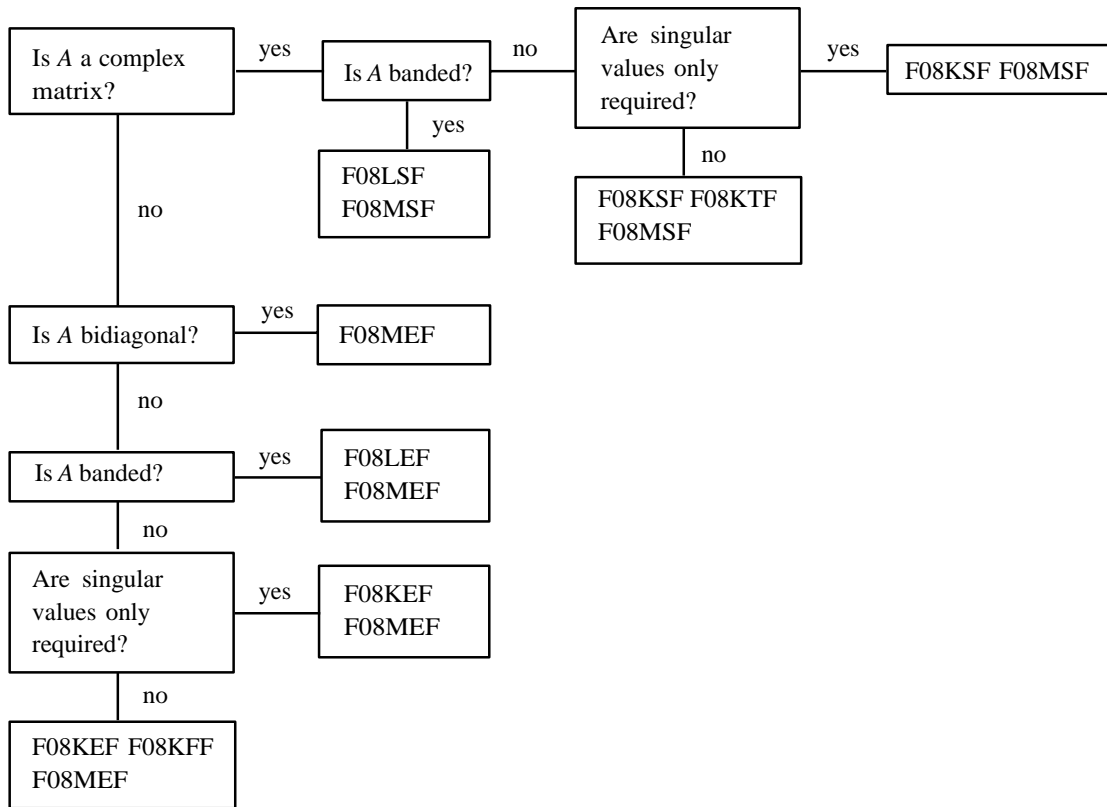 Is A a complex
matrix?
yes
Is A banded?
no
Are singular
values only
required?
yes
F08KSF F08MSF
yes
F08LSF
F08MSF
no
F08KSF F08KTF
F08MSF
no
Is A bidiagonal?
yes
F08MEF
no
Is A banded?
yes
F08LEF
F08MEF
no
Are singular
values only
required?
yes
F08KEF
F08MEF
no
F08KEF F08KFF
F08MEF